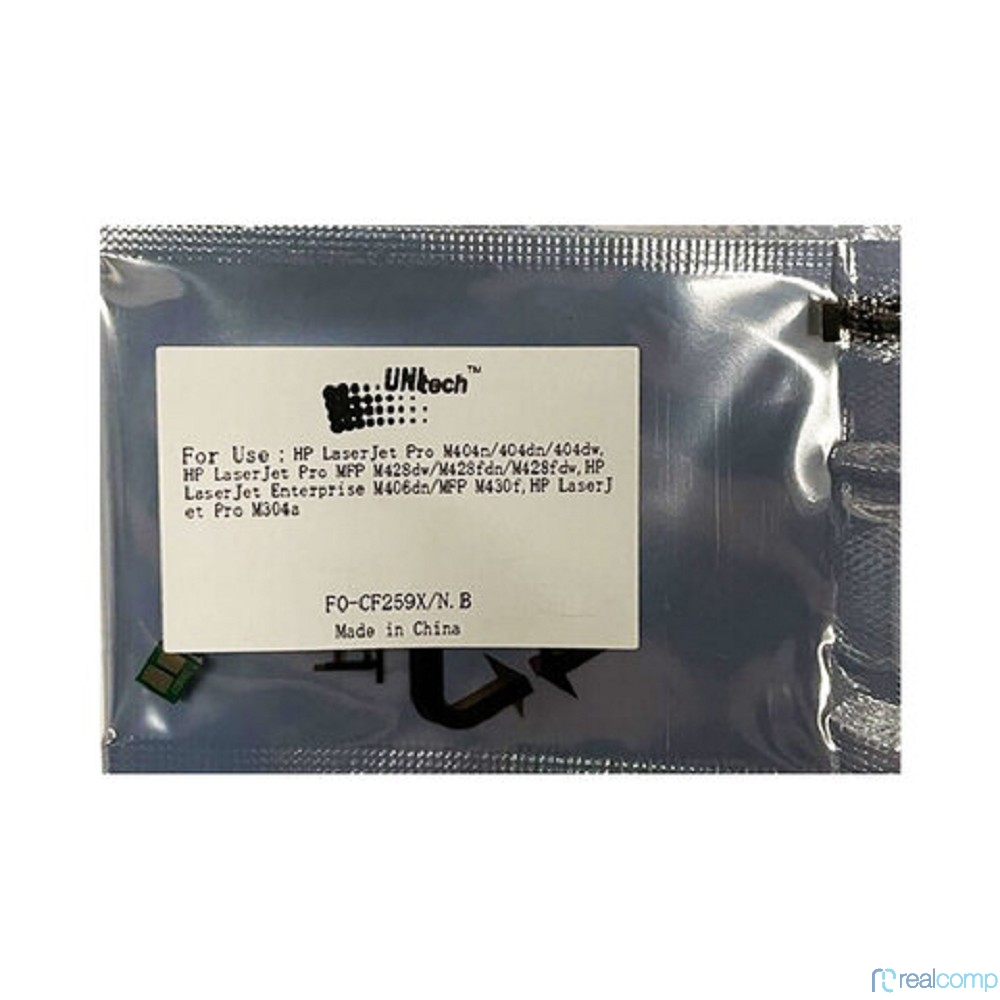 UNItech™
For Use : HP LaserJet Pro M404n/404dn/404dw,
HP LaserJet Pro MFP M428dw/M428fdn/M428fdw,HP
LaserJet Enterprise M406dn/MFP M430f,HP LaserJ
et Pro M304a
FO-CF259X/N.B
Made in China
realcomp